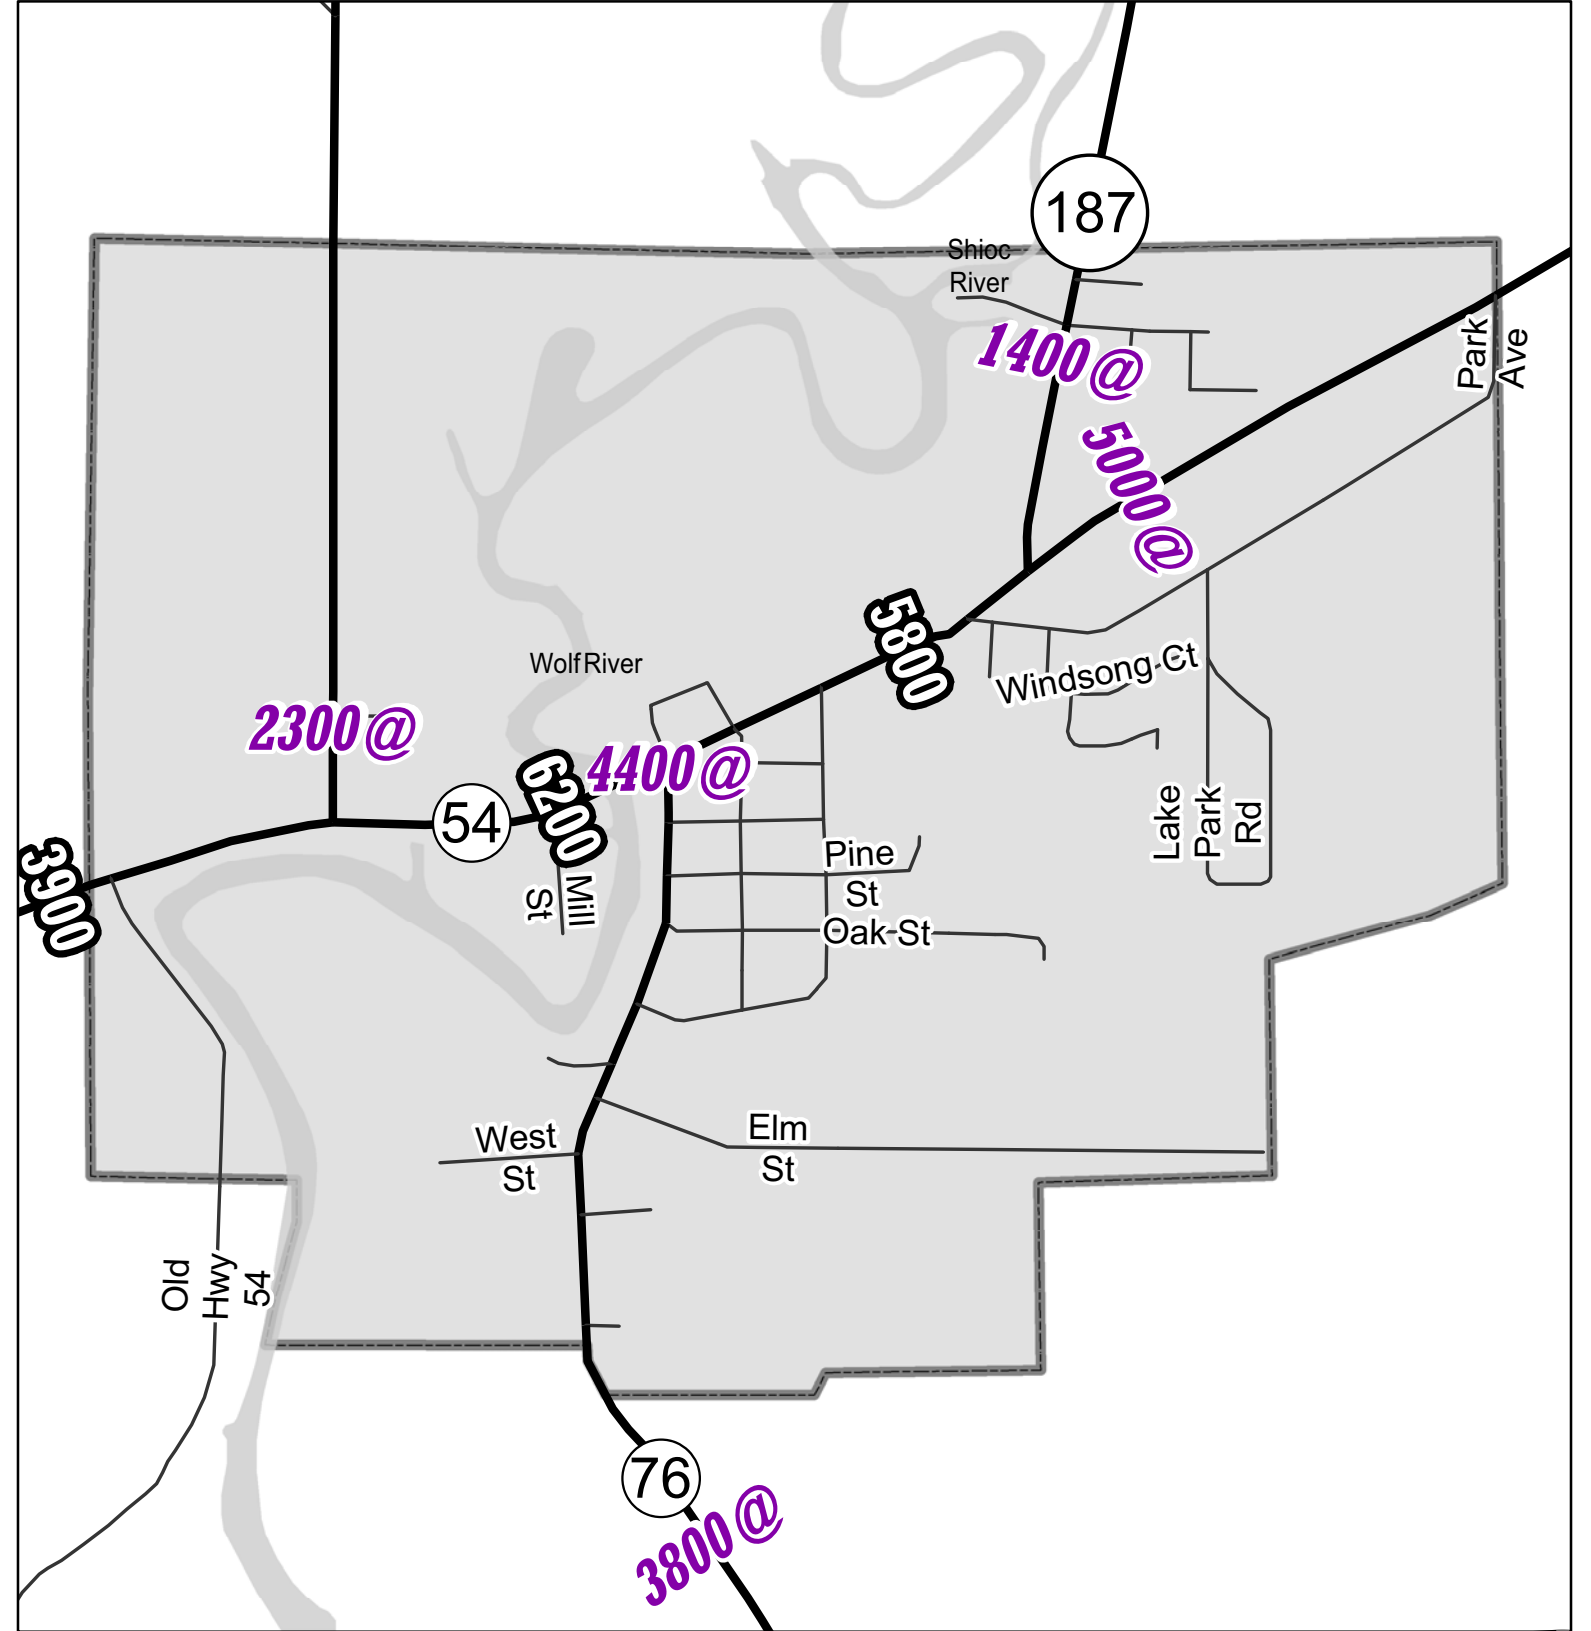 187
Shioc
River
1400 @
Park
Ave
5000 @
5800
Wolf River
Windsong Ct
2300 @
4400 @
6200
54
Lake
Park
Rd
3900
Pine
St
Mill
St
Oak St
Elm
St
West
St
Old
Hwy
54
76
3800 @